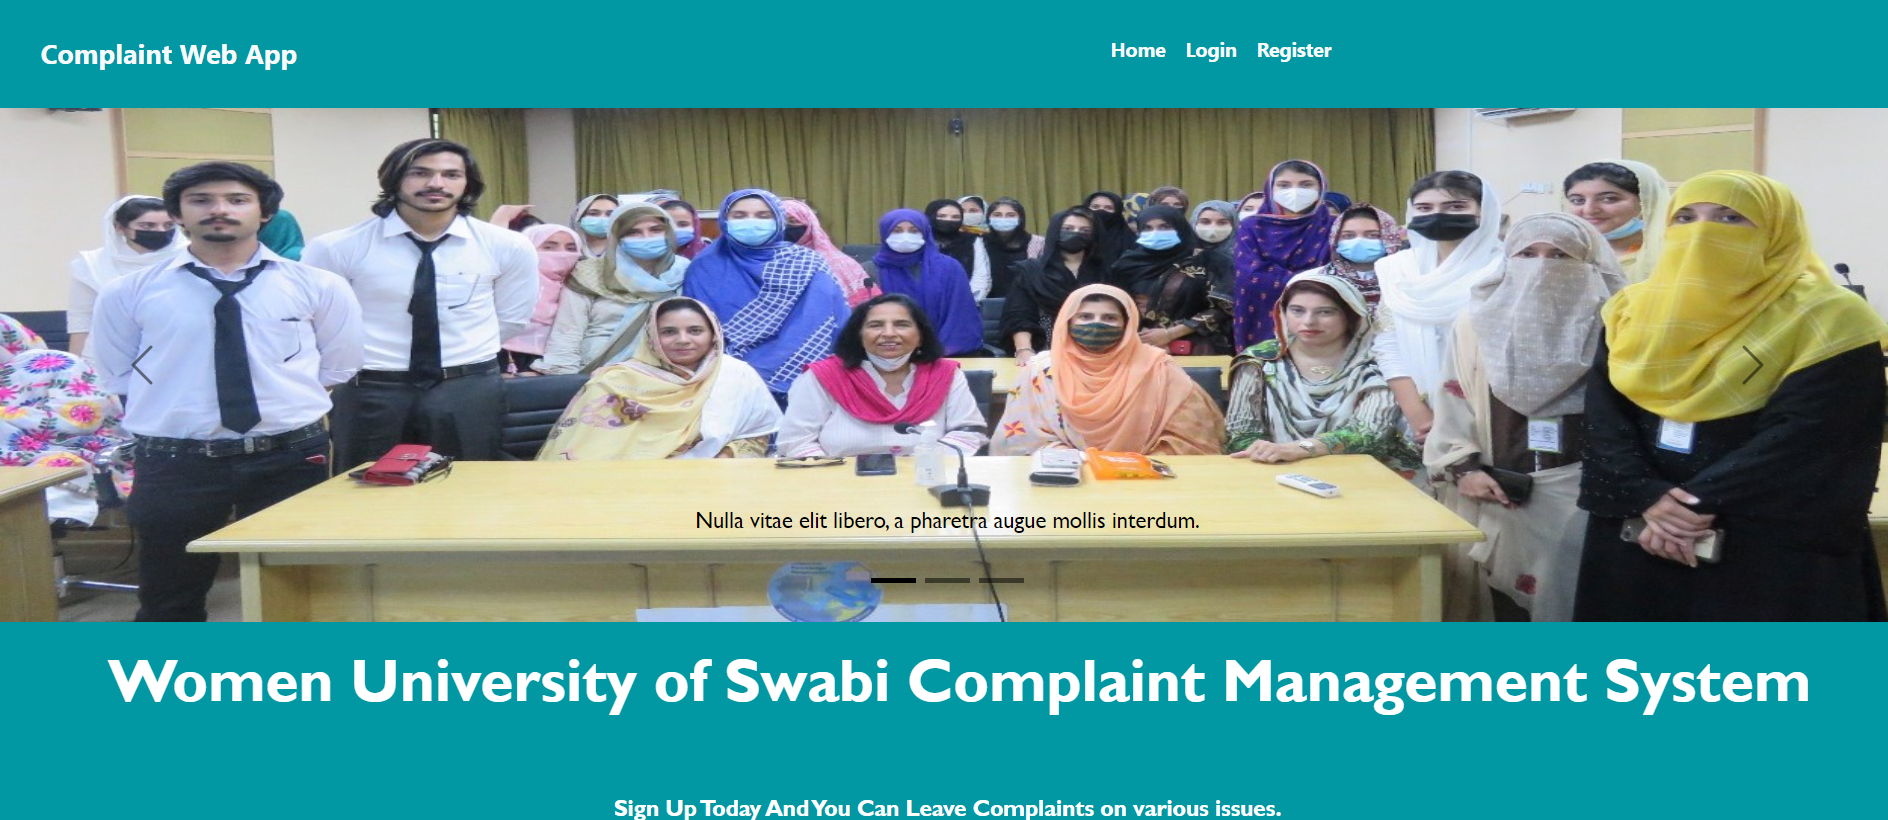 Complaint Web App
Home Login Register
Nulla vitae elit libero, a pharetra augue mollis interdum.
Women University of Swabi Complaint Management System
Sign Up Today And You Can Leave Complaints on various issues.